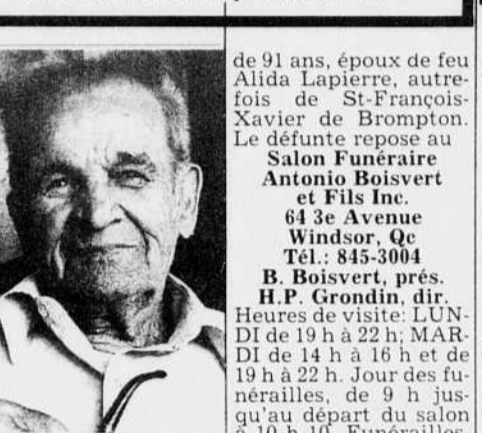 de 91 ans, époux de feu
Alida Lapierre, autre-
fois de St-François-
Xavier de Brompton.
Le défunte repose au
Salon Funéraire
Antonio Boisvert
et Fils Inc.
64 3e Avenue
Windsor, Qc
Tél.: 845-3004
B. Boisvert, prés.
H.P. Grondin, dir.
Heures de visite: LUN-
DI de 19 h à 22 h; MAR-
DI de 14 h à 16 h et de
19 h à 22 h. Jour des fu-
nérailles, de 9 h jus-
qu'au départ du salon
à 10 h 10. Funérailles